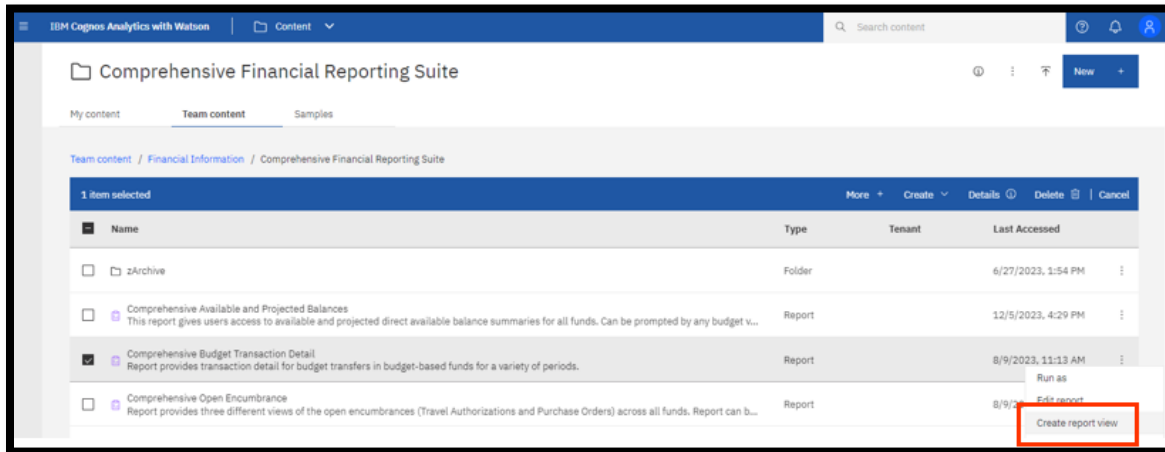 IBM Cognos Analytics with Watson
Content
Search content
Comprehensive Financial Reporting Suite
New +
My content Team content Samples
Team content / Financial Information / Comprehensive Financial Reporting Suite
1 item selected More + Create Details Delete | Cancel
Name Type Tenant Last Accessed
zArchive Folder 6/27/2023, 1:54 PM
Comprehensive Available and Projected Balances
This report gives users access to available and projected direct available balance summaries for all funds. Can be prompted by any budget v...
Report 12/5/2023, 4:29 PM
Comprehensive Budget Transaction Detail
Report provides transaction detail for budget transfers in budget-based funds for a variety of periods.
Report 8/9/2023, 11:13 AM
Run as
Comprehensive Open Encumbrance
Report provides three different views of the open encumbrances (Travel Authorizations and Purchase Orders) across all funds. Report can b...
Report 8/9/20
Edit report
Create report view